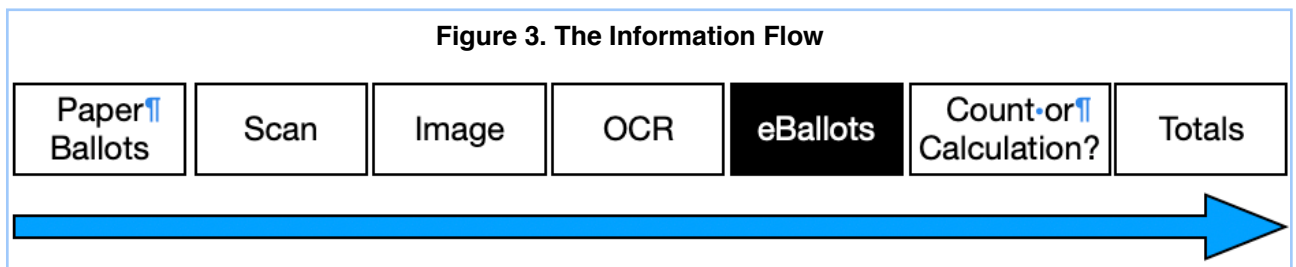 Figure 3. The Information Flow
Paper¶
Ballots
Scan
Image
OCR
eBallots
Count·or¶
Calculation?
Totals